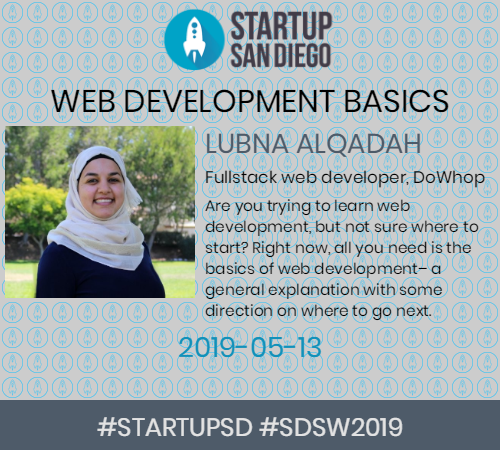 STARTUP
SAN DIEGO
WEB DEVELOPMENT BASICS
LUBNA ALQADAH
Fullstack web developer, DoWhop
Are you trying to learn web
development, but not sure where to
start? Right now, all you need is the
basics of web development– a
general explanation with some
direction on where to go next.
2019-05-13
#STARTUPSD #SDSW2019